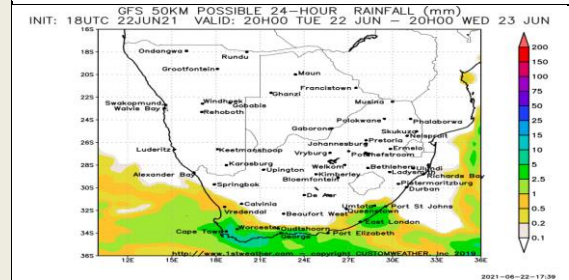 GFS 50KM POSSIBLE 24-HOUR RAINFALL (mm)
INIT: 18UTC 22JUN21 VALID: 20H00 TUE 22 JUN - 20H00 WED 23 JUN
16S
18S
20S
22S
24S
26S
28S
30S
32S
34S
36S
Ondangwa
Rundu
Grootfontein
Maun
Francistown
Ghanzi
Musina
Swakopmund
Windhoek
Gobabis
Walvis Bay
Rehoboth
Polokwane
Phalaborwa
Gaborone
Skukuza
Nelspruit
Johannesburg
Pretoria
Luderitz
Keetmanshoop
Vryburg
Potchefstroom
Ermelo
Karasburg
Welkom
Bethlehem
Ulundi
Alexander Bay
Upington
Kimberley
Ladysmith
Richards Bay
Springbok
Bloemfontein
Pietermaritzburg
Durban
De Aar
Calvinia
Umtata
Port St Johns
Vredendal
Beaufort West
Queenstown
East London
Cape Town
Worcester
Oudtshoorn
George
Port Elizabeth
http://www.1stweather.com - copyright CUSTOMWEATHER, Inc
12E
15E
18E
21E
24E
27E
30E
33E
36E
200
150
100
75
50
25
15
10
5
2.5
1
0.5
0.2
0.1
2021-06-22-17:39